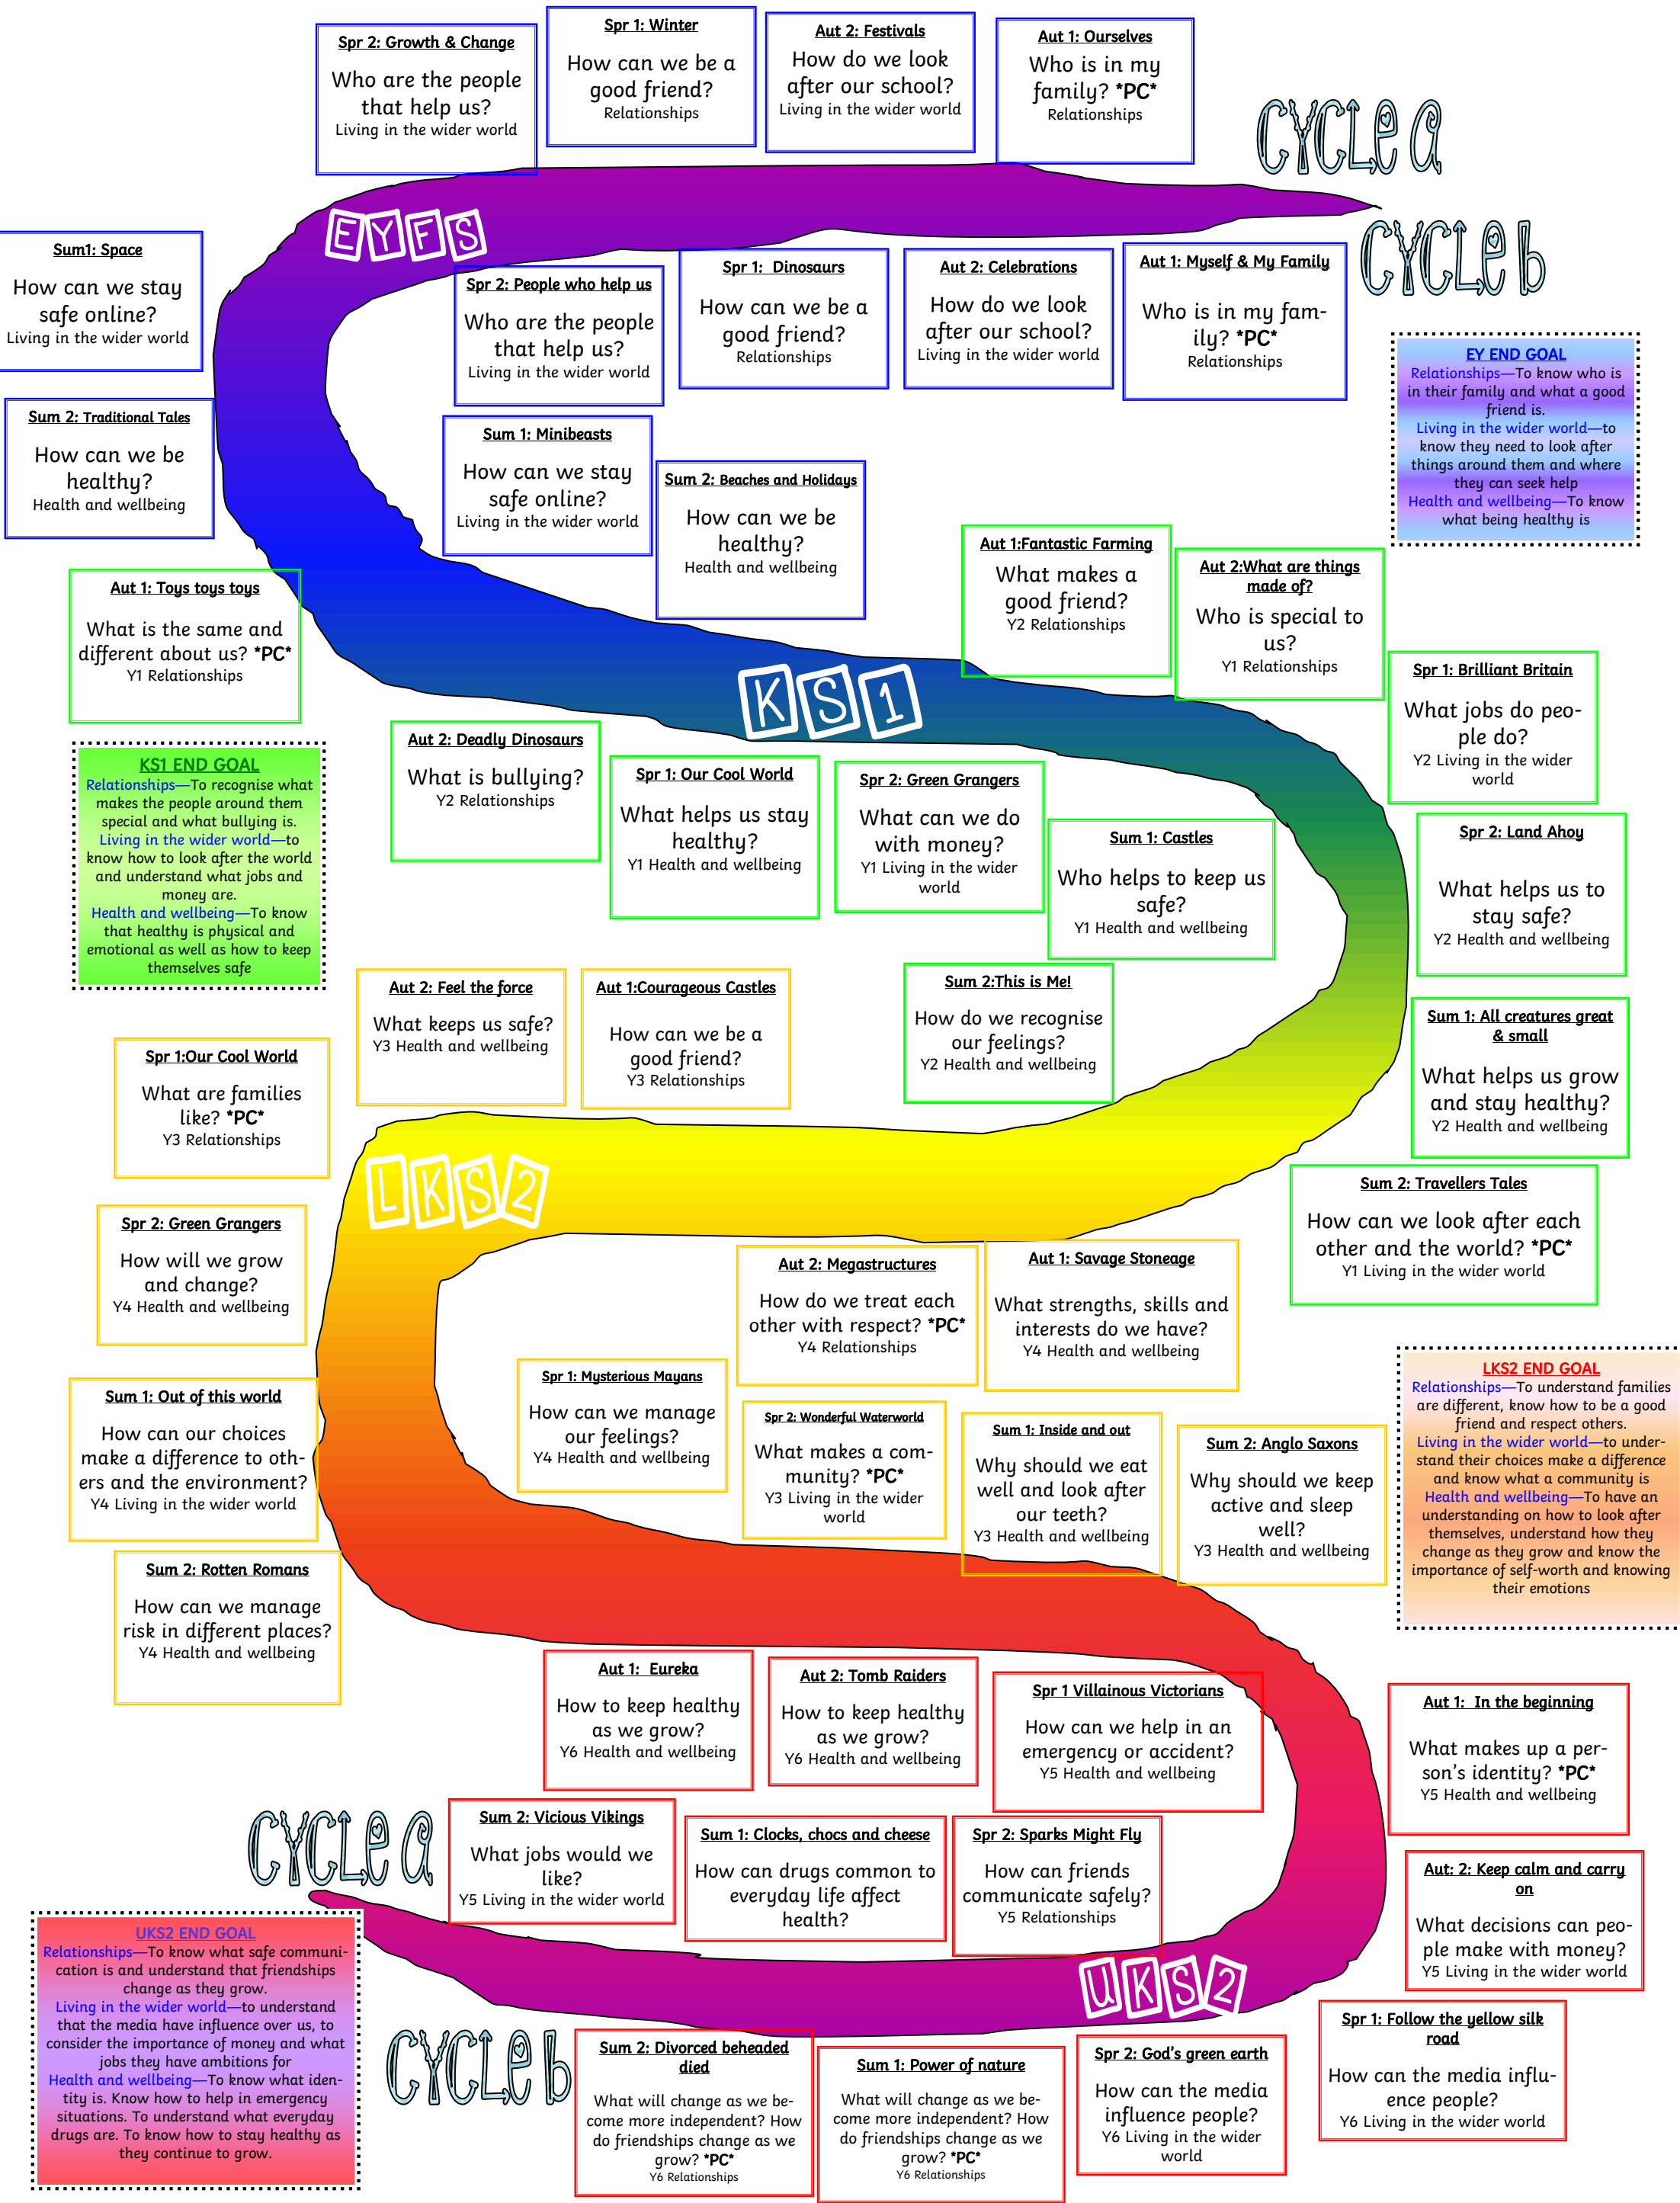 Spr 2: Growth & Change
Who are the people
that help us?
Living in the wider world
Spr 1: Winter
How can we be a
good friend?
Relationships
Aut 2: Festivals
How do we look
after our school?
Living in the wider world
Aut 1: Ourselves
Who is in my
family? *PC*
Relationships
CYCLE a
CYCLE b
EYFS
Sum1: Space
How can we stay
safe online?
Living in the wider world
Spr 2: People who help us
Who are the people
that help us?
Living in the wider world
Spr 1: Dinosaurs
How can we be a
good friend?
Relationships
Aut 2: Celebrations
How do we look
after our school?
Living in the wider world
Aut 1: Myself & My Family
Who is in my fam-
ily? *PC*
Relationships
EY END GOAL
Relationships—To know who is
in their family and what a good
friend is.
Living in the wider world—to
know they need to look after
things around them and where
they can seek help
Health and wellbeing—To know
what being healthy is
Sum 2: Traditional Tales
How can we be
healthy?
Health and wellbeing
Sum 1: Minibeasts
How can we stay
safe online?
Living in the wider world
Sum 2: Beaches and Holidays
How can we be
healthy?
Health and wellbeing
Aut 1:Fantastic Farming
What makes a
good friend?
Y2 Relationships
Aut 2:What are things
made of?
Who is special to
us?
Y1 Relationships
Aut 1: Toys toys toys
What is the same and
different about us? *PC*
Y1 Relationships
Spr 1: Brilliant Britain
What jobs do peo-
ple do?
Y2 Living in the wider
world
KS1
Aut 2: Deadly Dinosaurs
What is bullying?
Y2 Relationships
Spr 1: Our Cool World
What helps us stay
healthy?
Y1 Health and wellbeing
Spr 2: Green Grangers
What can we do
with money?
Y1 Living in the wider
world
Sum 1: Castles
Who helps to keep us
safe?
Y1 Health and wellbeing
Spr 2: Land Ahoy
What helps us to
stay safe?
Y2 Health and wellbeing
KS1 END GOAL
Relationships—To recognise what
makes the people around them
special and what bullying is.
Living in the wider world—to
know how to look after the world
and understand what jobs and
money are.
Health and wellbeing—To know
that healthy is physical and
emotional as well as how to keep
themselves safe
Aut 2: Feel the force
What keeps us safe?
Y3 Health and wellbeing
Aut 1:Courageous Castles
How can we be a
good friend?
Y3 Relationships
Sum 2:This is Me!
How do we recognise
our feelings?
Y2 Health and wellbeing
Sum 1: All creatures great
& small
What helps us grow
and stay healthy?
Y2 Health and wellbeing
Spr 1:Our Cool World
What are families
like? *PC*
Y3 Relationships
LKS2
Sum 2: Travellers Tales
How can we look after each
other and the world? *PC*
Y1 Living in the wider world
Spr 2: Green Grangers
How will we grow
and change?
Y4 Health and wellbeing
Aut 2: Megastructures
How do we treat each
other with respect? *PC*
Y4 Relationships
Aut 1: Savage Stoneage
What strengths, skills and
interests do we have?
Y4 Health and wellbeing
Sum 1: Out of this world
How can our choices
make a difference to oth-
ers and the environment?
Y4 Living in the wider world
Spr 1: Mysterious Mayans
How can we manage
our feelings?
Y4 Health and wellbeing
Spr 2: Wonderful Waterworld
What makes a com-
munity? *PC*
Y3 Living in the wider
world
Sum 1: Inside and out
Why should we eat
well and look after
our teeth?
Y3 Health and wellbeing
Sum 2: Anglo Saxons
Why should we keep
active and sleep
well?
Y3 Health and wellbeing
LKS2 END GOAL
Relationships—To understand families
are different, know how to be a good
friend and respect others.
Living in the wider world—to under-
stand their choices make a difference
and know what a community is
Health and wellbeing—To have an
understanding on how to look after
themselves, understand how they
change as they grow and know the
importance of self-worth and knowing
their emotions
Sum 2: Rotten Romans
How can we manage
risk in different places?
Y4 Health and wellbeing
Aut 1: Eureka
How to keep healthy
as we grow?
Y6 Health and wellbeing
Aut 2: Tomb Raiders
How to keep healthy
as we grow?
Y6 Health and wellbeing
Spr 1 Villainous Victorians
How can we help in an
emergency or accident?
Y5 Health and wellbeing
Aut 1: In the beginning
What makes up a per-
son's identity? *PC*
Y5 Health and wellbeing
CYCLE a
Sum 2: Vicious Vikings
What jobs would we
like?
Y5 Living in the wider world
Sum 1: Clocks, chocs and cheese
How can drugs common to
everyday life affect
health?
Spr 2: Sparks Might Fly
How can friends
communicate safely?
Y5 Relationships
Aut: 2: Keep calm and carry
on
What decisions can peo-
ple make with money?
Y5 Living in the wider world
UKS2 END GOAL
Relationships—To know what safe communi-
cation is and understand that friendships
change as they grow.
Living in the wider world—to understand
that the media have influence over us, to
consider the importance of money and what
jobs they have ambitions for
Health and wellbeing—To know what iden-
tity is. Know how to help in emergency
situations. To understand what everyday
drugs are. To know how to stay healthy as
they continue to grow.
UKS2
CYCLE b
Sum 2: Divorced beheaded
died
What will change as we be-
come more independent? How
do friendships change as we
grow? *PC*
Y6 Relationships
Sum 1: Power of nature
What will change as we be-
come more independent? How
do friendships change as we
grow? *PC*
Y6 Relationships
Spr 2: God's green earth
How can the media
influence people?
Y6 Living in the wider
world
Spr 1: Follow the yellow silk
road
How can the media influ-
ence people?
Y6 Living in the wider world